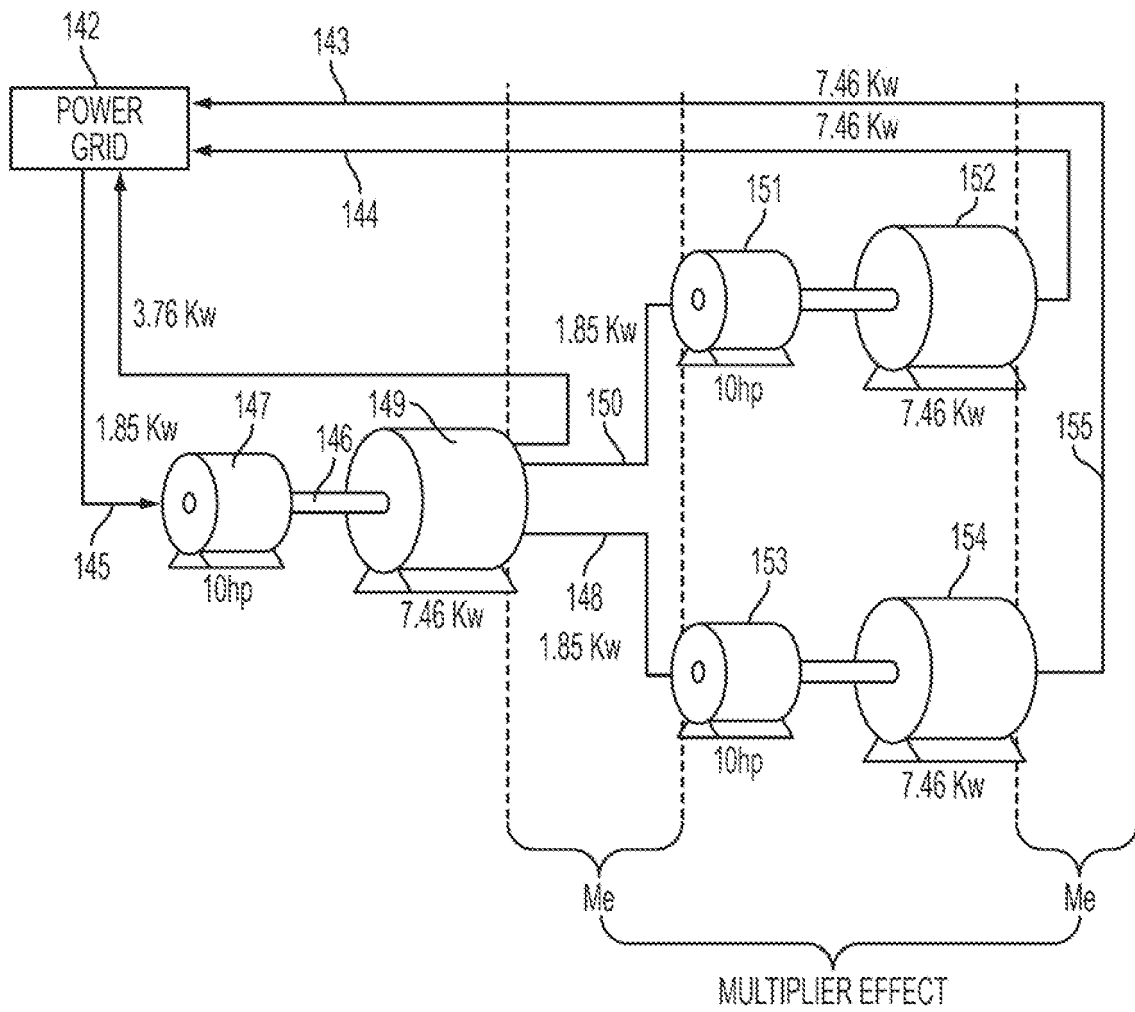 142
143
7.46 Kw
POWER
GRID
7.46 Kw
144
151
152
3.76 Kw
1.85 Kw
10hp
7.46 Kw
147
149
150
155
1.85 Kw
146
145
10hp
7.46 Kw
148
1.85 Kw
153
154
10hp
7.46 Kw
Me
Me
MULTIPLIER EFFECT